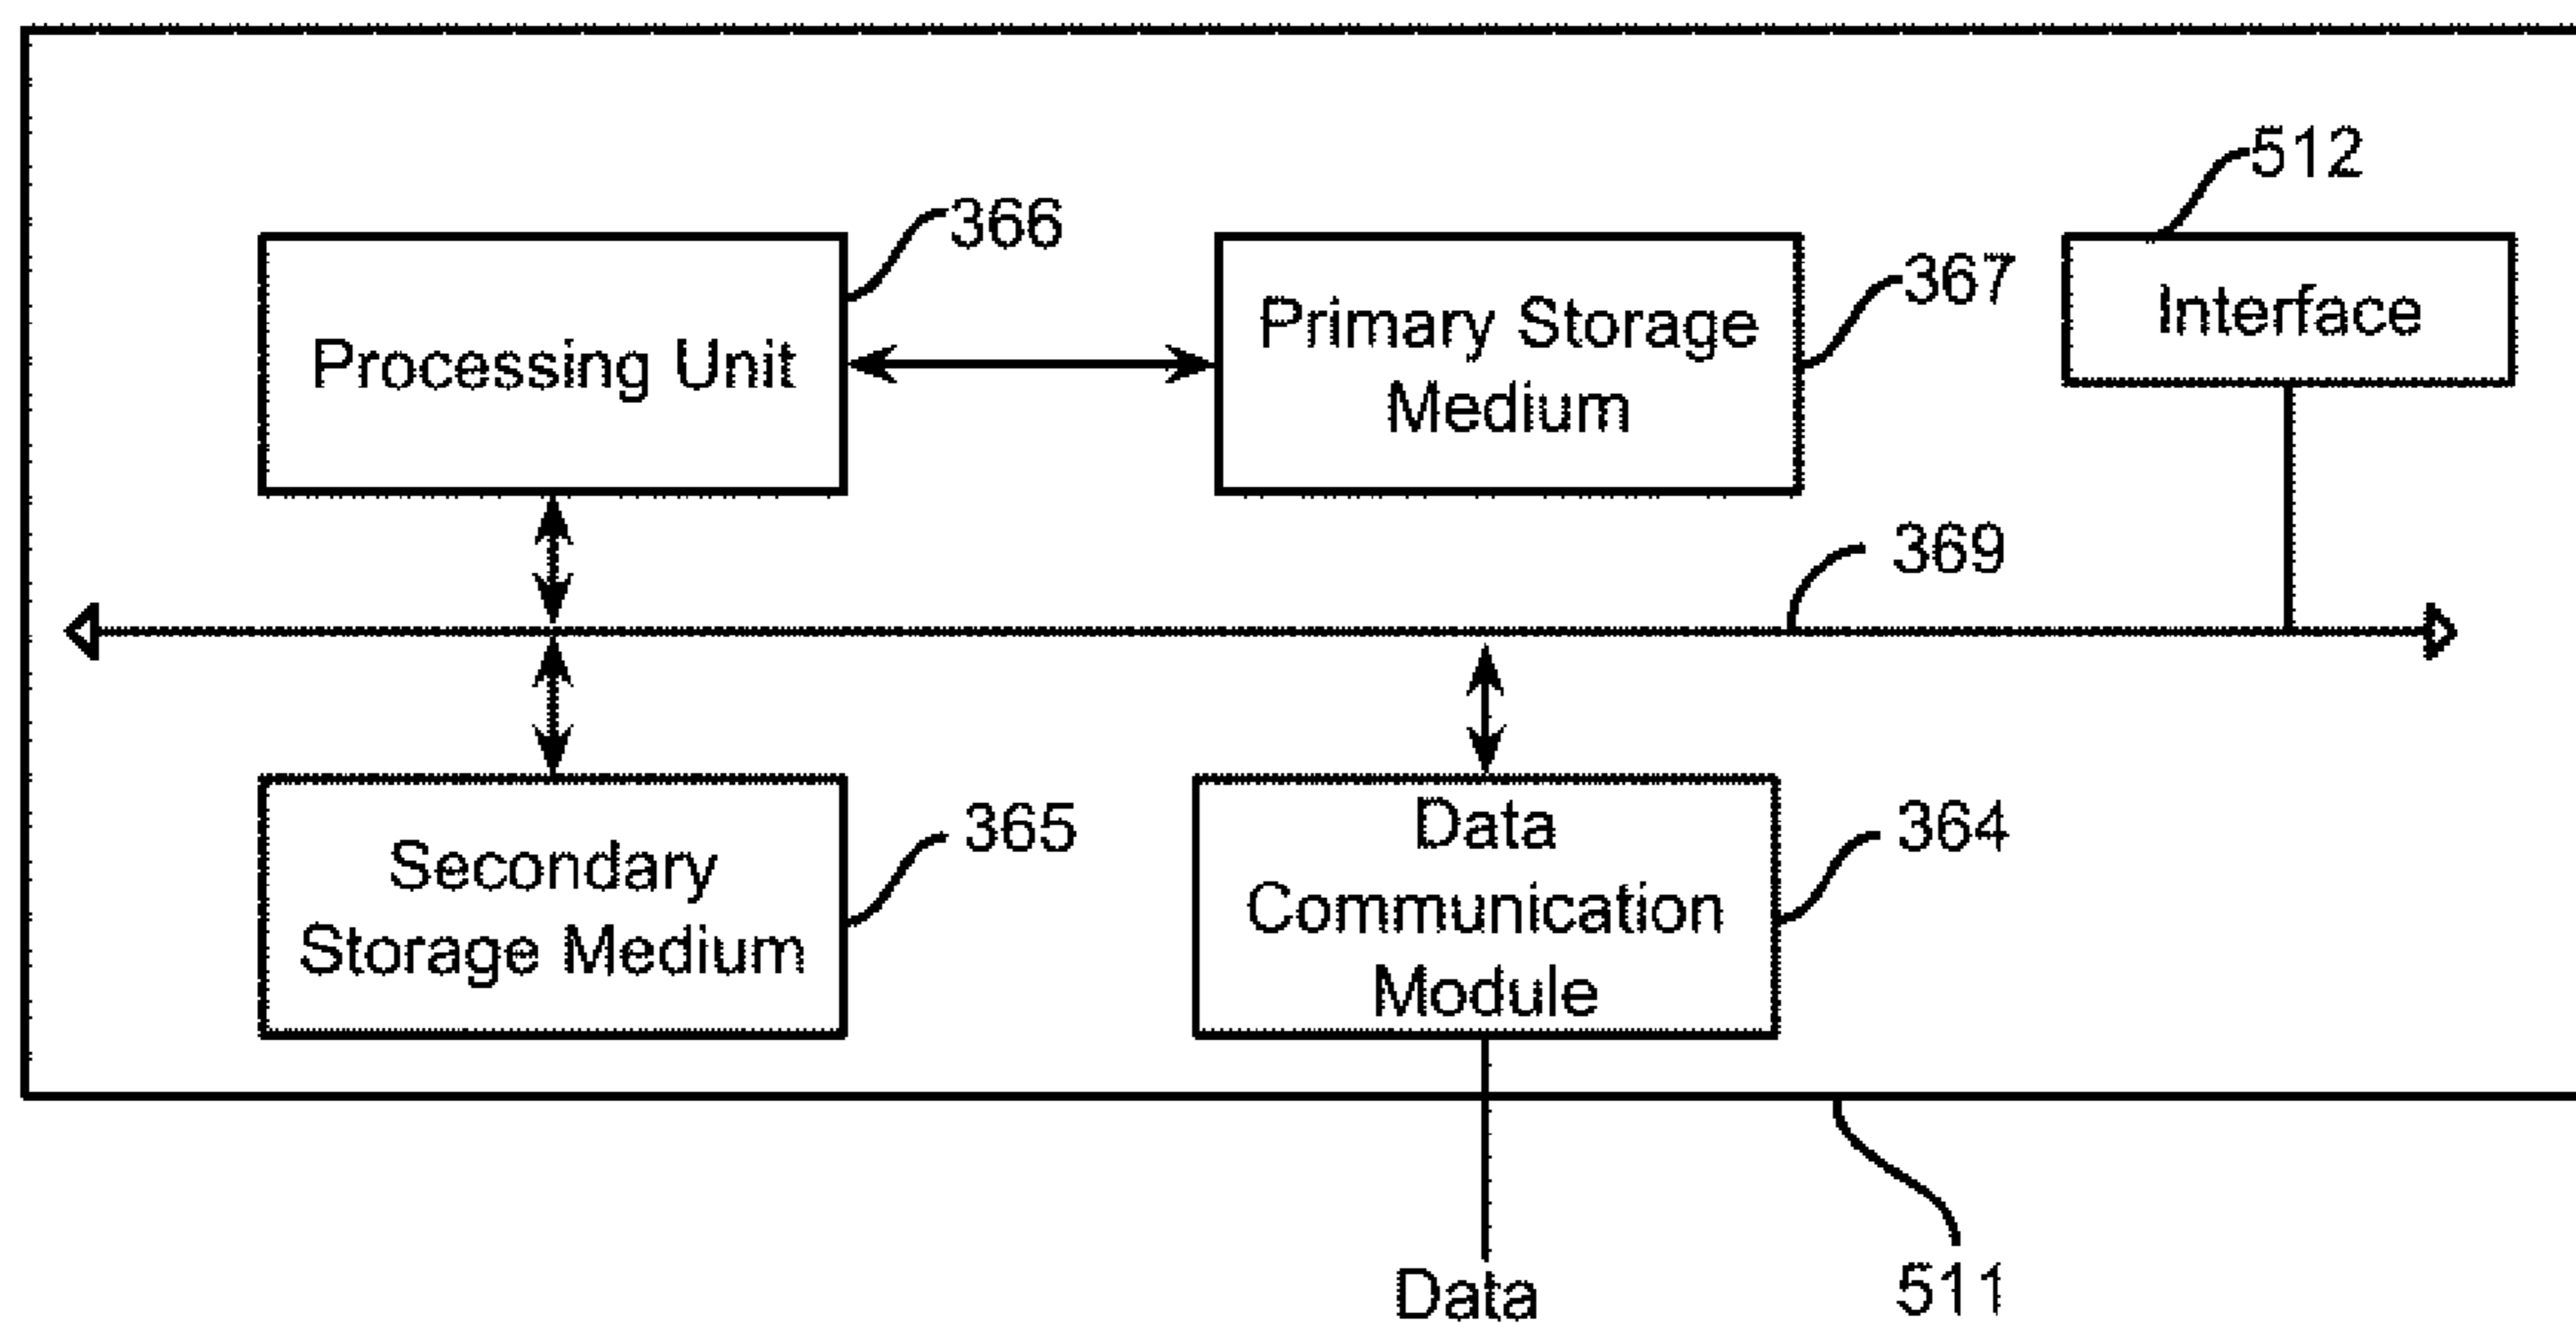 512
366
367
Processing Unit
Primary Storage
Medium
Interface
369
Secondary
Storage Medium
365
Data
Communication
Module
364
Data
511